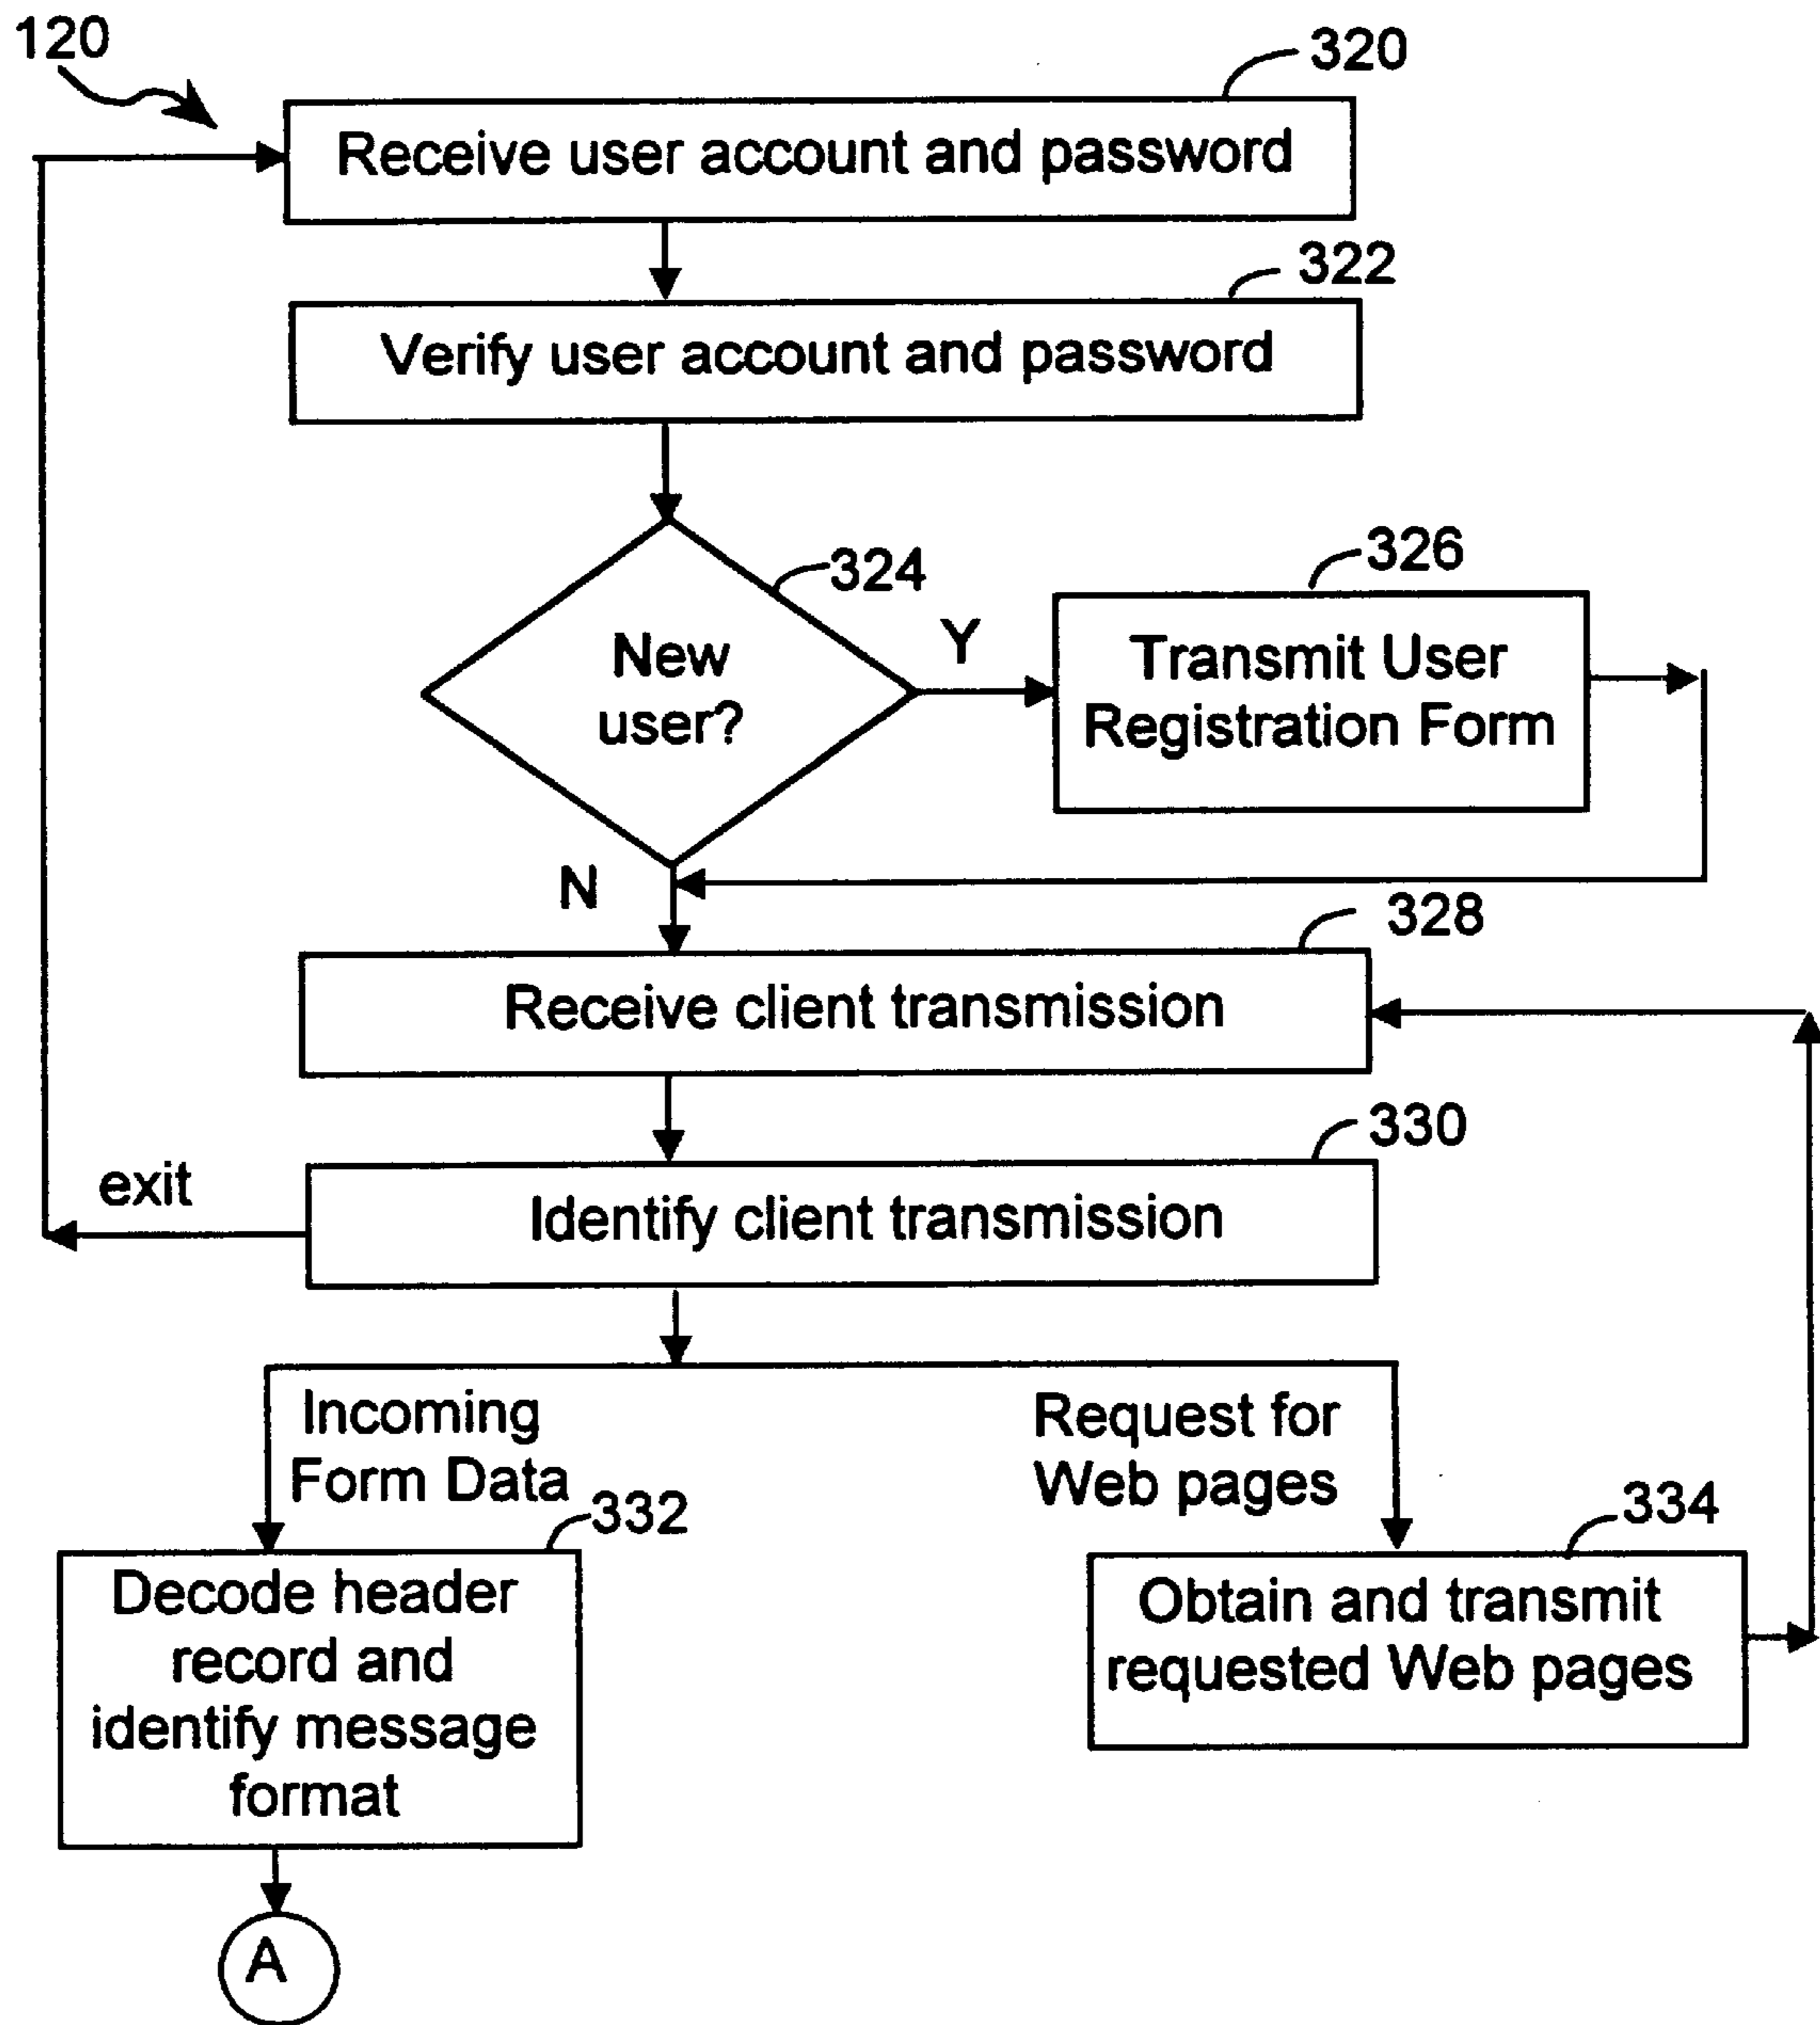 120
320
Receive user account and password
322
Verify user account and password
324
New
user?
Y
326
Transmit User
Registration Form
N
328
Receive client transmission
330
exit
Identify client transmission
Incoming
Form Data
Request for
Web pages
332
Decode header
record and
identify message
format
334
Obtain and transmit
requested Web pages
A